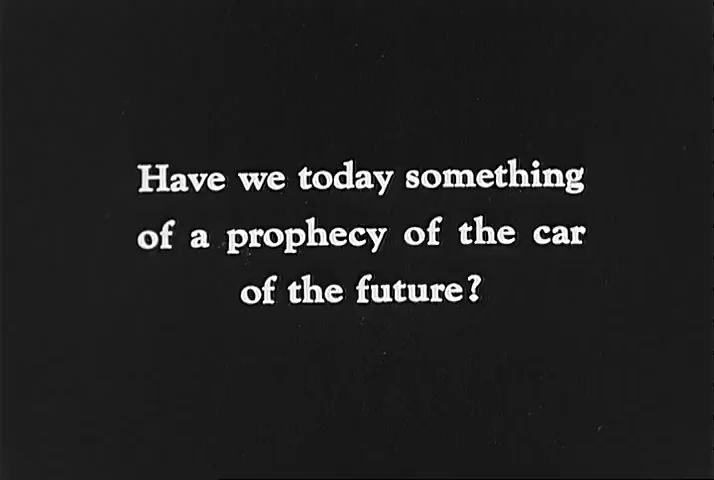 Have we today something
of a prophecy of the car
of the future?